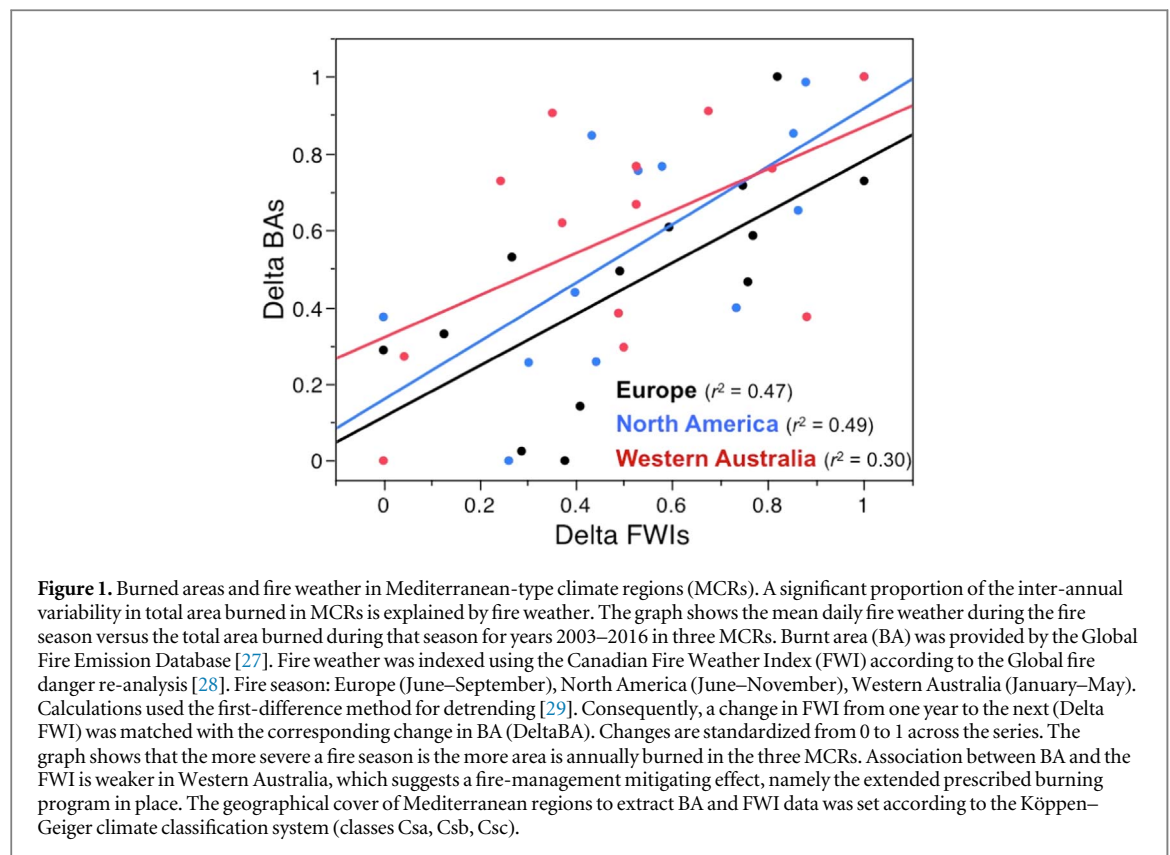 1
0.8
0.6
0.4
0.2
0
Delta BAs
Europe (r² = 0.47)
North America (r² = 0.49)
Western Australia (r² = 0.30)
0 0.2 0.4 0.6 0.8 1
Delta FWIs
Figure 1. Burned areas and fire weather in Mediterranean-type climate regions (MCRs). A significant proportion of the inter-annual
variability in total area burned in MCRs is explained by fire weather. The graph shows the mean daily fire weather during the fire
season versus the total area burned during that season for years 2003–2016 in three MCRs. Burnt area (BA) was provided by the Global
Fire Emission Database [27]. Fire weather was indexed using the Canadian Fire Weather Index (FWI) according to the Global fire
danger re-analysis [28]. Fire season: Europe (June–September), North America (June–November), Western Australia (January–May).
Calculations used the first-difference method for detrending [29]. Consequently, a change in FWI from one year to the next (Delta
FWI) was matched with the corresponding change in BA (DeltaBA). Changes are standardized from 0 to 1 across the series. The
graph shows that the more severe a fire season is the more area is annually burned in the three MCRs. Association between BA and the
FWI is weaker in Western Australia, which suggests a fire-management mitigating effect, namely the extended prescribed burning
program in place. The geographical cover of Mediterranean regions to extract BA and FWI data was set according to the Köppen–
Geiger climate classification system (classes Csa, Csb, Csc).